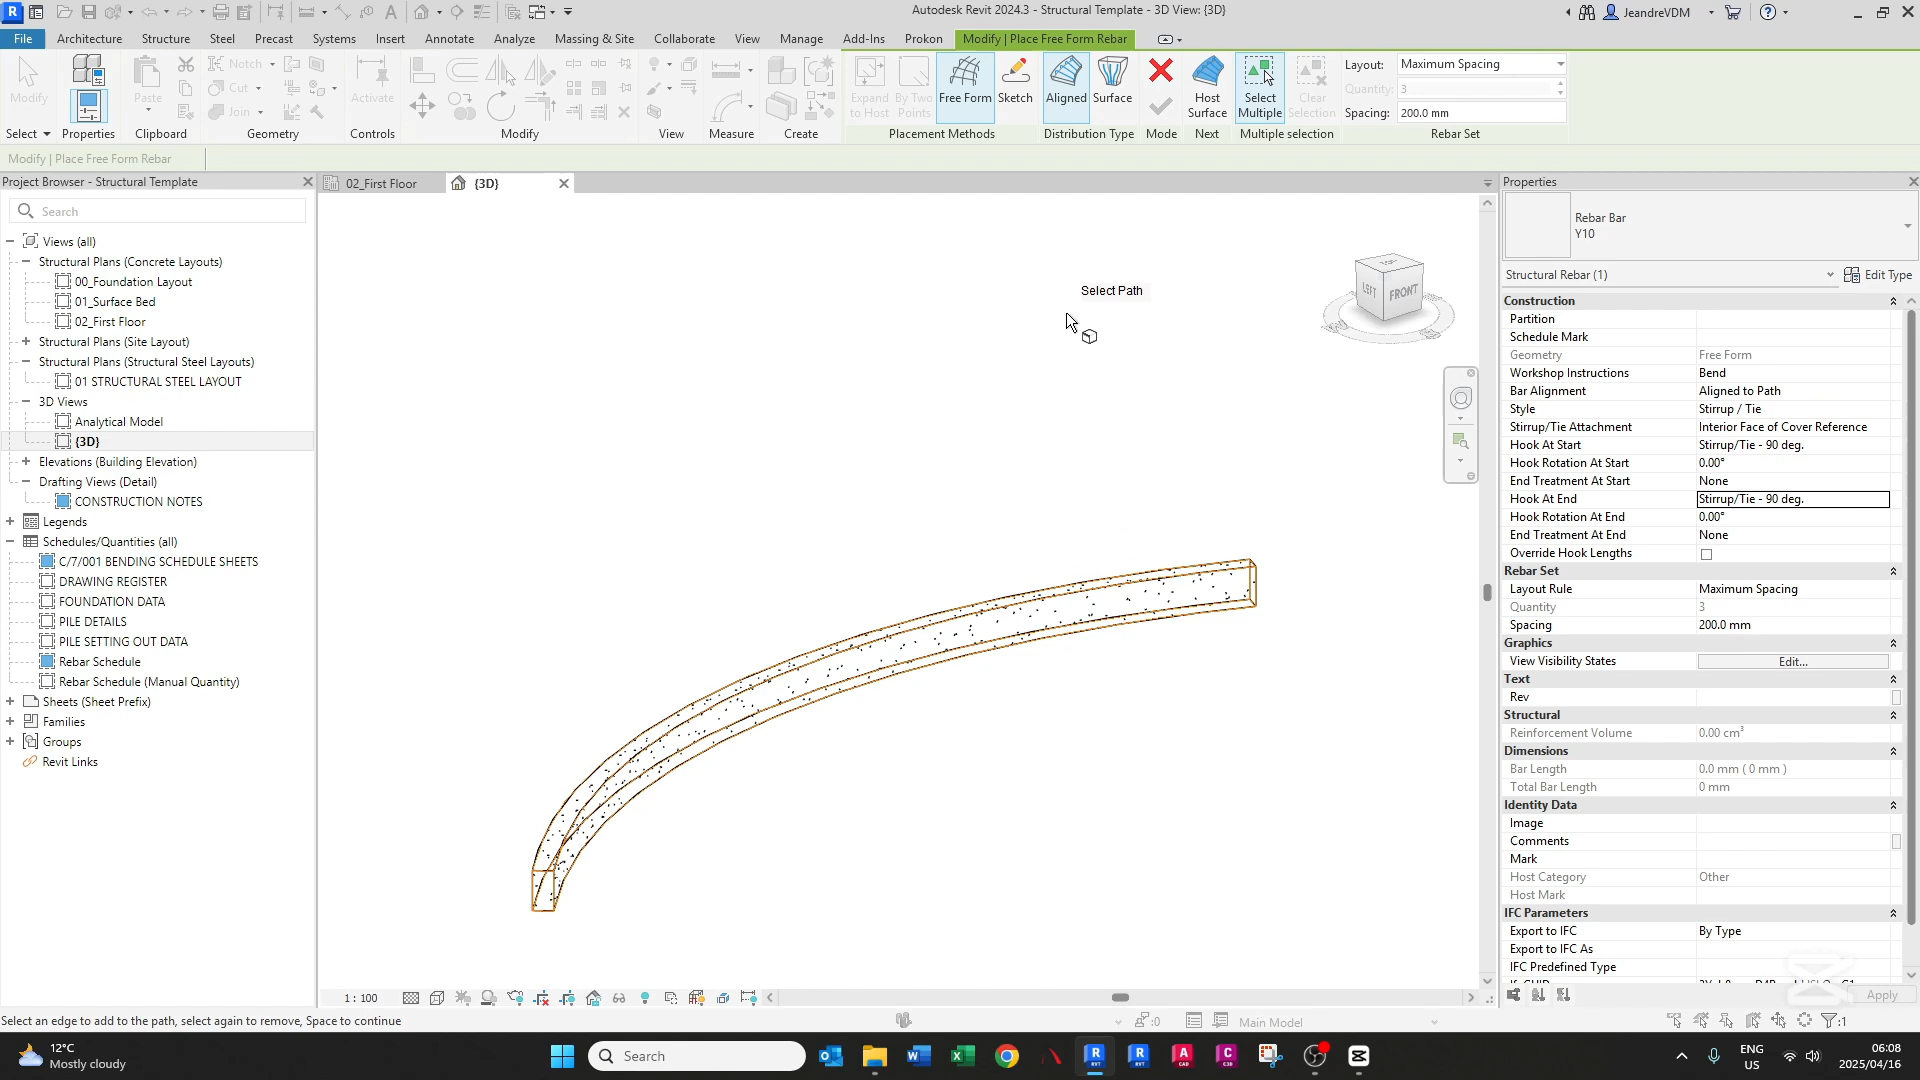 Autodesk Revit 2024.3 - Structural Template - 3D View: {3D}
JeandreVDM
File
Architecture
Structure
Steel
Precast
Systems
Insert
Annotate
Analyze
Massing & Site
Collaborate
View
Manage
Add-Ins
Prokon
Modify | Place Free Form Rebar
Modify
Paste
Notch
Cut
Join
Activate
Expand to Host
By Two Points
Free Form
Sketch
Aligned
Surface
Host Surface
Select Multiple
Clear Selection
Layout: Maximum Spacing
Quantity: 3
Spacing: 200.0 mm
Select
Properties
Clipboard
Geometry
Controls
Modify
View
Measure
Create
Placement Methods
Distribution Type
Mode
Next
Multiple selection
Rebar Set
Modify | Place Free Form Rebar
Project Browser - Structural Template
Search
Views (all)
Structural Plans (Concrete Layouts)
00_Foundation Layout
01_Surface Bed
02_First Floor
Structural Plans (Site Layout)
Structural Plans (Structural Steel Layouts)
01 STRUCTURAL STEEL LAYOUT
3D Views
Analytical Model
{3D}
Elevations (Building Elevation)
Drafting Views (Detail)
CONSTRUCTION NOTES
Legends
Schedules/Quantities (all)
C/7/001 BENDING SCHEDULE SHEETS
DRAWING REGISTER
FOUNDATION DATA
PILE DETAILS
PILE SETTING OUT DATA
Rebar Schedule
Rebar Schedule (Manual Quantity)
Sheets (Sheet Prefix)
Families
Groups
Revit Links
02_First Floor
{3D}
Select Path
LEFT
FRONT
Properties
Rebar Bar
Y10
Structural Rebar (1)
Edit Type
Construction
Partition
Schedule Mark
Geometry Free Form
Workshop Instructions Bend
Bar Alignment Aligned to Path
Style Stirrup / Tie
Stirrup/Tie Attachment Interior Face of Cover Reference
Hook At Start Stirrup/Tie - 90 deg.
Hook Rotation At Start 0.00°
End Treatment At Start None
Hook At End Stirrup/Tie - 90 deg.
Hook Rotation At End 0.00°
End Treatment At End None
Override Hook Lengths
Rebar Set
Layout Rule Maximum Spacing
Quantity 3
Spacing 200.0 mm
Graphics
View Visibility States Edit...
Text
Rev
Structural
Reinforcement Volume 0.00 cm³
Dimensions
Bar Length 0.0 mm ( 0 mm )
Total Bar Length 0 mm
Identity Data
Image
Comments
Mark
Host Category Other
Host Mark
IFC Parameters
Export to IFC By Type
Export to IFC As
IFC Predefined Type
Apply
1 : 100
Select an edge to add to the path, select again to remove, Space to continue
:0
Main Model
:1
12°C
Mostly cloudy
Search
ENG
US
06:08
2025/04/16